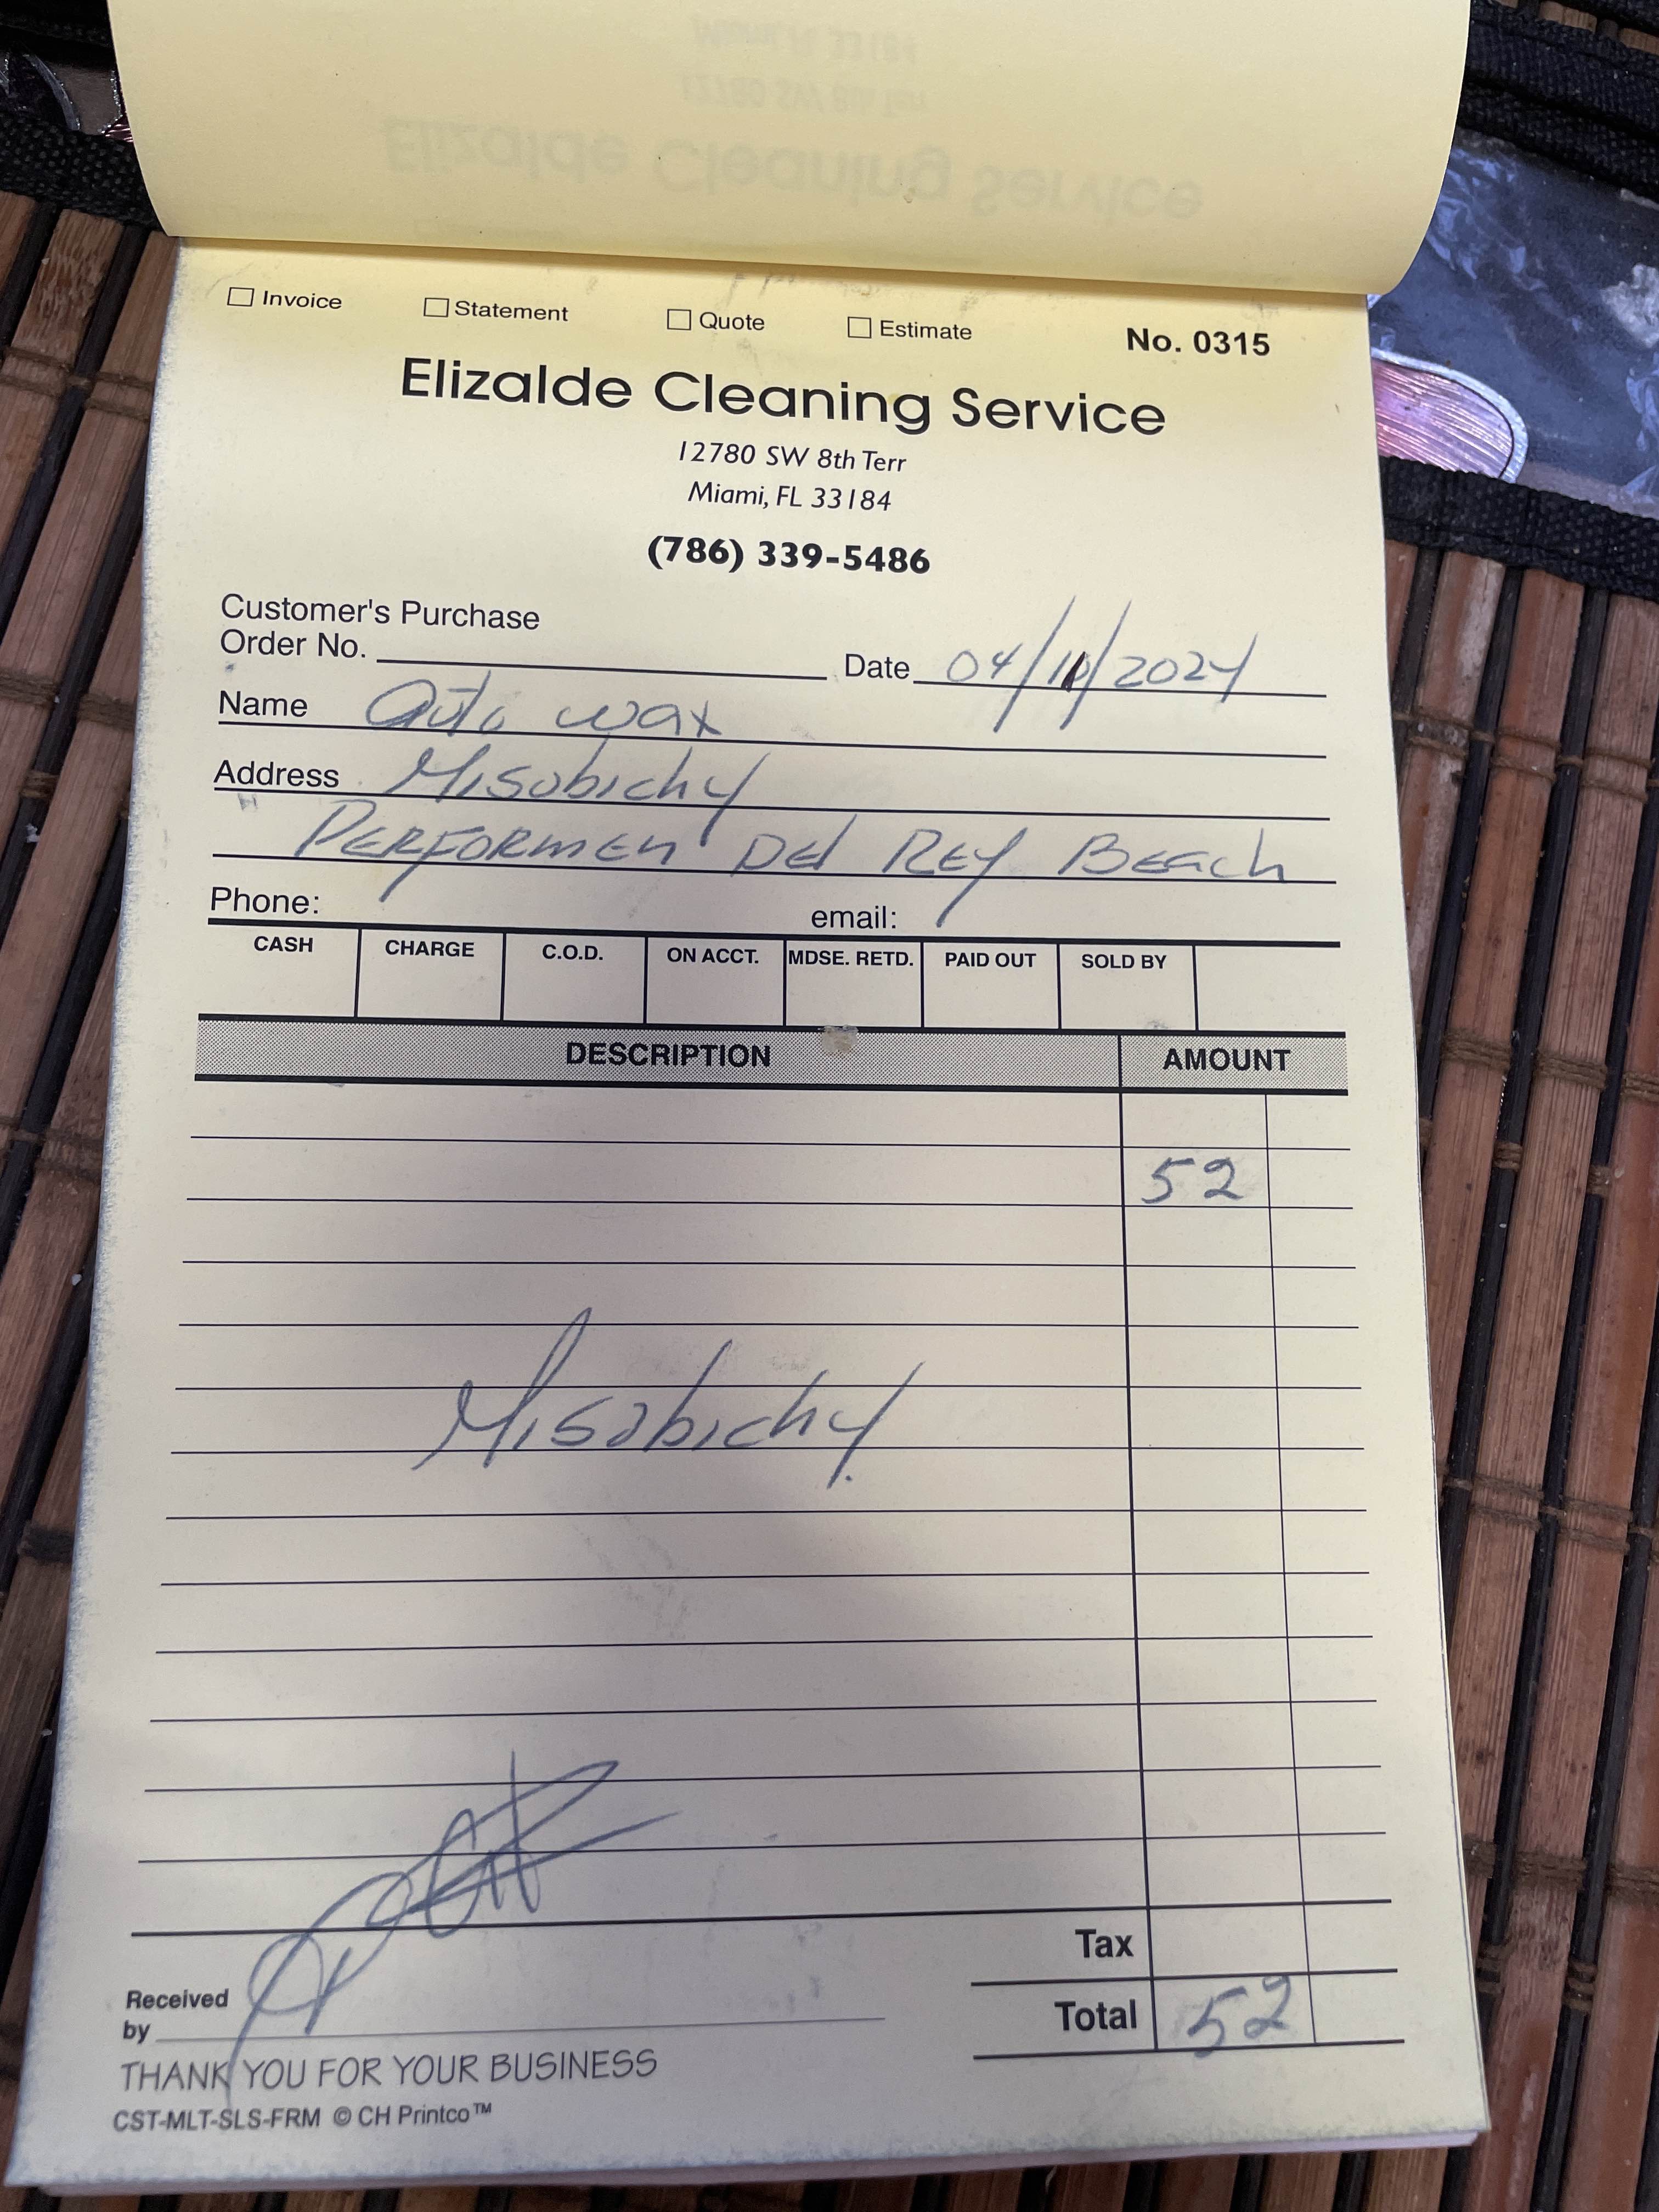 Invoice Statement Quote Estimate No. 0315
Elizalde Cleaning Service
12780 SW 8th Terr
Miami, FL 33184
(786) 339-5486
Customer's Purchase
Order No. Date 04/10/2024
Name Auto wax
Address Misobichy
PERFORMEN DEl REY BEach
Phone: email:
CASH CHARGE C.O.D. ON ACCT. MDSE. RETD. PAID OUT SOLD BY
DESCRIPTION AMOUNT
52
Misobichy
Tax
Received
by
Total 52
THANK YOU FOR YOUR BUSINESS
CST-MLT-SLS-FRM © CH Printco™